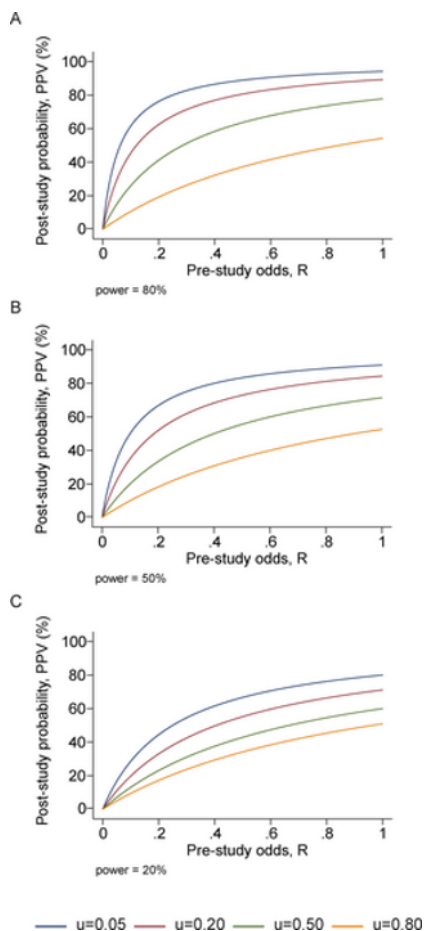 A
Post-study probability, PPV (%)
100
80
60
40
20
0
0 .2 .4 .6 .8 1
Pre-study odds, R
power = 80%
B
Post-study probability, PPV (%)
100
80
60
40
20
0
0 .2 .4 .6 .8 1
Pre-study odds, R
power = 50%
C
Post-study probability, PPV (%)
100
80
60
40
20
0
0 .2 .4 .6 .8 1
Pre-study odds, R
power = 20%
u=0.05 u=0.20 u=0.50 u=0.80